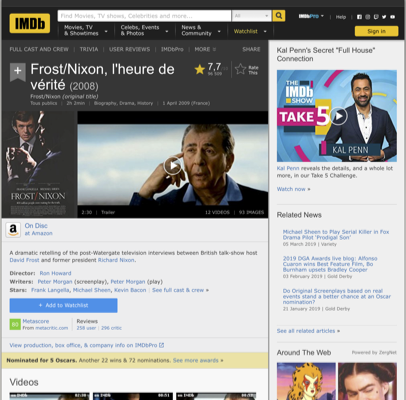 IMDb
Find Movies, TV shows, Celebrities and more...
All
IMDbPro
Help
Movies, TV
& Showtimes
Celebs, Events
& Photos
News &
Community
Watchlist
Sign in
FULL CAST AND CREW | TRIVIA | USER REVIEWS | IMDbPro | MORE
SHARE
Frost/Nixon, l'heure de
vérité (2008)
Frost/Nixon (original title)
7,7
Rate
This
Tous publics | 2h 2min | Biography, Drama, History | 1 April 2009 (France)
FROST/NIXON
2:30 | Trailer
12 VIDEOS | 93 IMAGES
On Disc
at Amazon
A dramatic retelling of the post-Watergate television interviews between British talk-show host
David Frost and former president Richard Nixon.
Director: Ron Howard
Writers: Peter Morgan (screenplay), Peter Morgan (play)
Stars: Frank Langella, Michael Sheen, Kevin Bacon | See full cast & crew »
+ Add to Watchlist
80
Metascore
From metacritic.com
Reviews
258 user | 296 critic
View production, box office, & company info on IMDbPro
Nominated for 5 Oscars. Another 22 wins & 72 nominations. See more awards »
Videos
Kal Penn's Secret "Full House"
Connection
THE
IMDb
SHOW
TAKE 5
KAL PENN
Kal Penn reveals the details, and a whole lot
more, in our Take 5 Challenge.
Watch now »
Related News
Michael Sheen to Play Serial Killer in Fox
Drama Pilot 'Prodigal Son'
05 March 2019 | Variety
2019 DGA Awards live blog: Alfonso
Cuaron wins Best Feature Film, Bo
Burnham upsets Bradley Cooper
03 February 2019 | Gold Derby
Do Original Screenplays based on real
events stand a better chance at an Oscar
nomination?
21 January 2019 | Gold Derby
See all related articles »
Around The Web
Powered by ZergNet